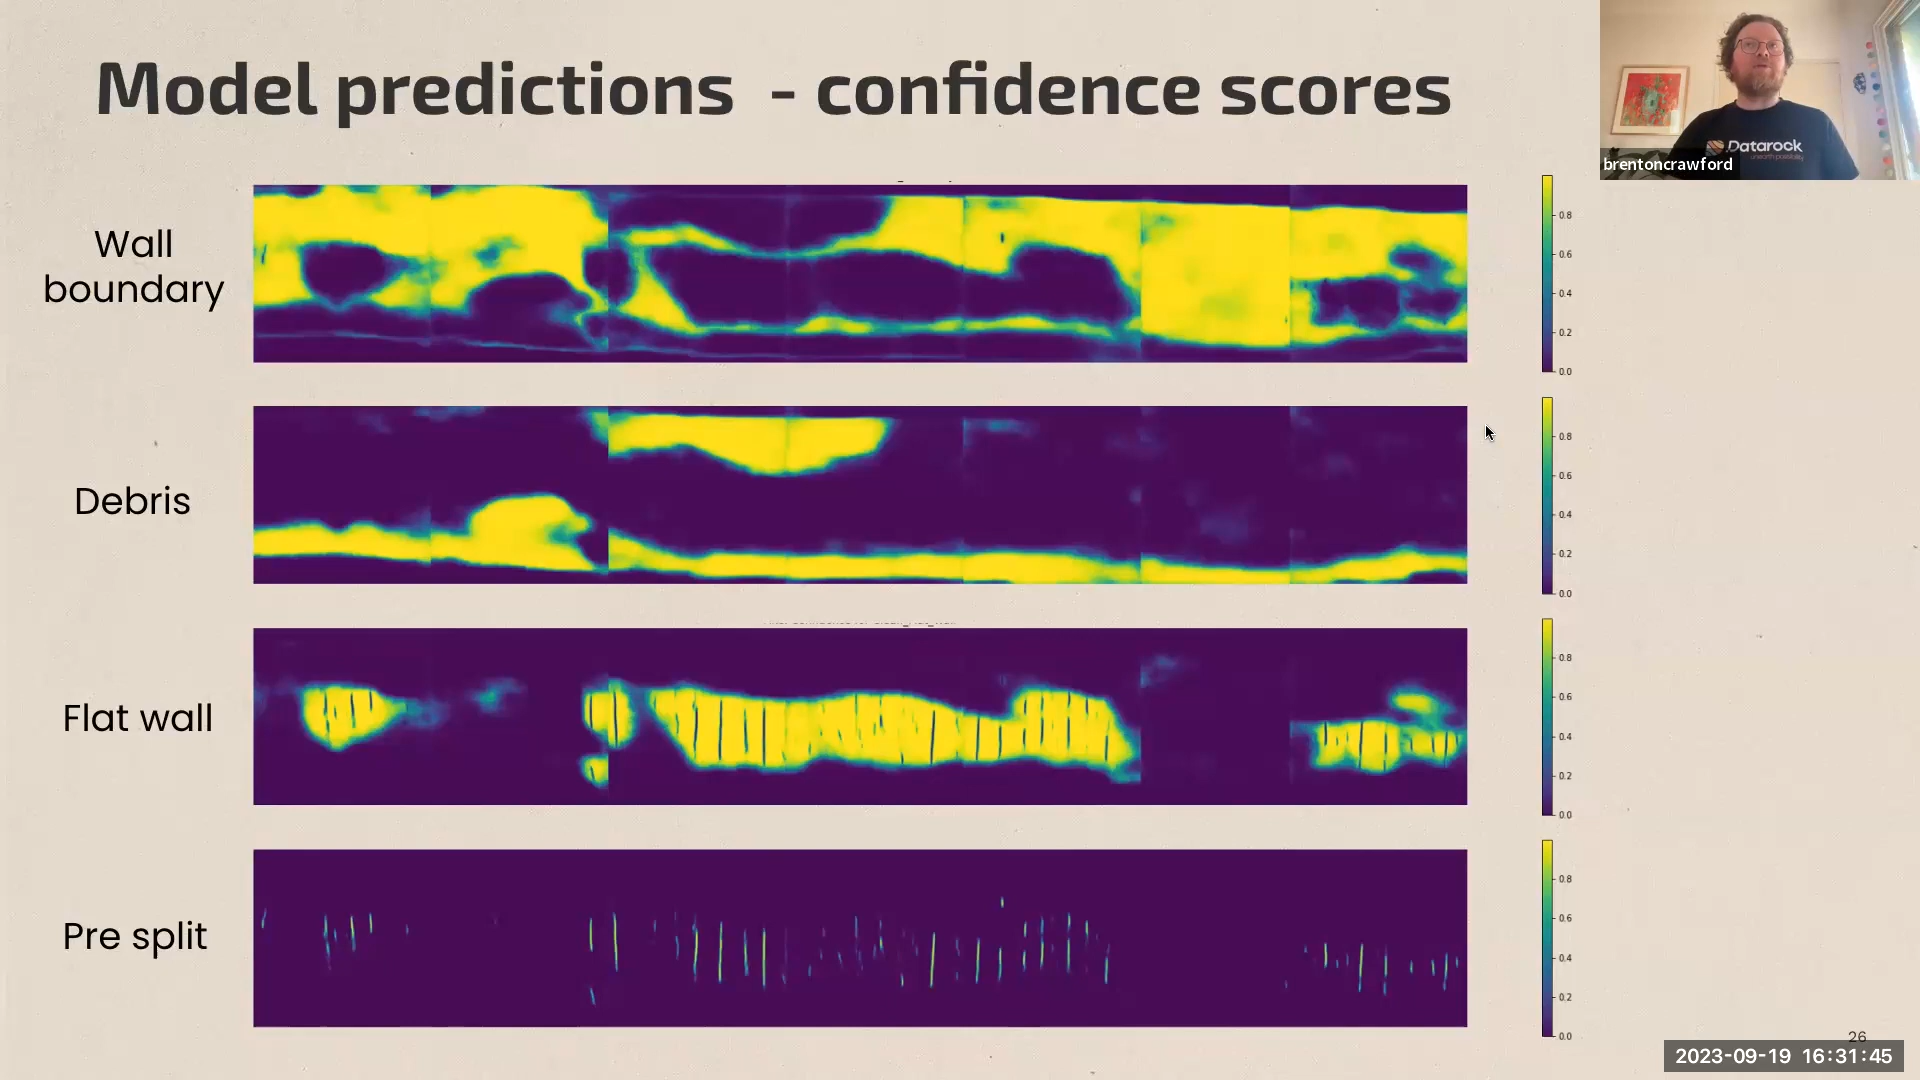 Model predictions - confidence scores
Datarock
unearth possibility
brentoncrawford
Wall
boundary
0.8
0.6
0.4
0.2
0.0
Debris
0.8
0.6
0.4
0.2
0.0
Flat wall
0.8
0.6
0.4
0.2
0.0
Pre split
0.8
0.6
0.4
0.2
0.0
26
2023-09-19 16:31:45